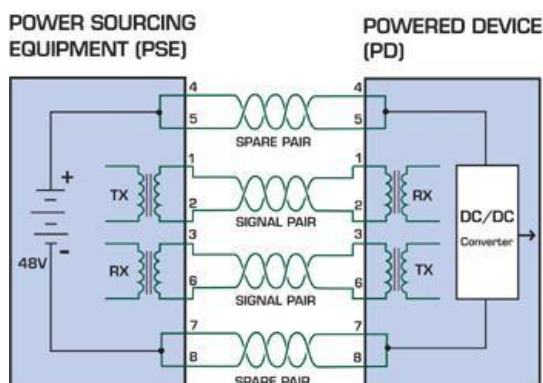 POWER SOURCING
EQUIPMENT (PSE)
POWERED DEVICE
(PD)
4
4
5
5
SPARE PAIR
1
1
+
TX
RX
2
2
SIGNAL PAIR
DC/DC
Converter
3
3
48V
-
RX
TX
6
6
SIGNAL PAIR
7
7
8
8
SPARE PAIR